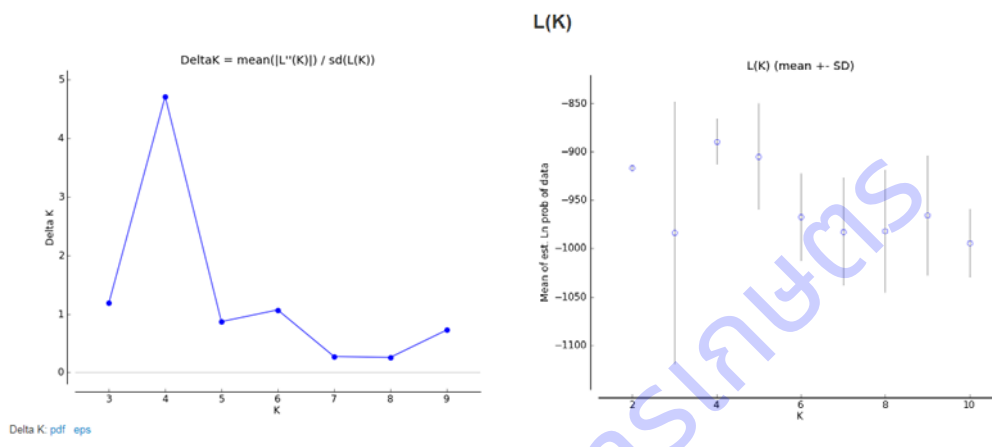 L(K)
DeltaK = mean(|L''(K)|) / sd(L(K))
5
4
3
2
1
0
Delta K
3 4 5 6 7 8 9
K
Delta K: pdf eps
L(K) (mean +- SD)
−850
−900
−950
−1000
−1050
−1100
Mean of est. Ln prob of data
2 4 6 8 10
K